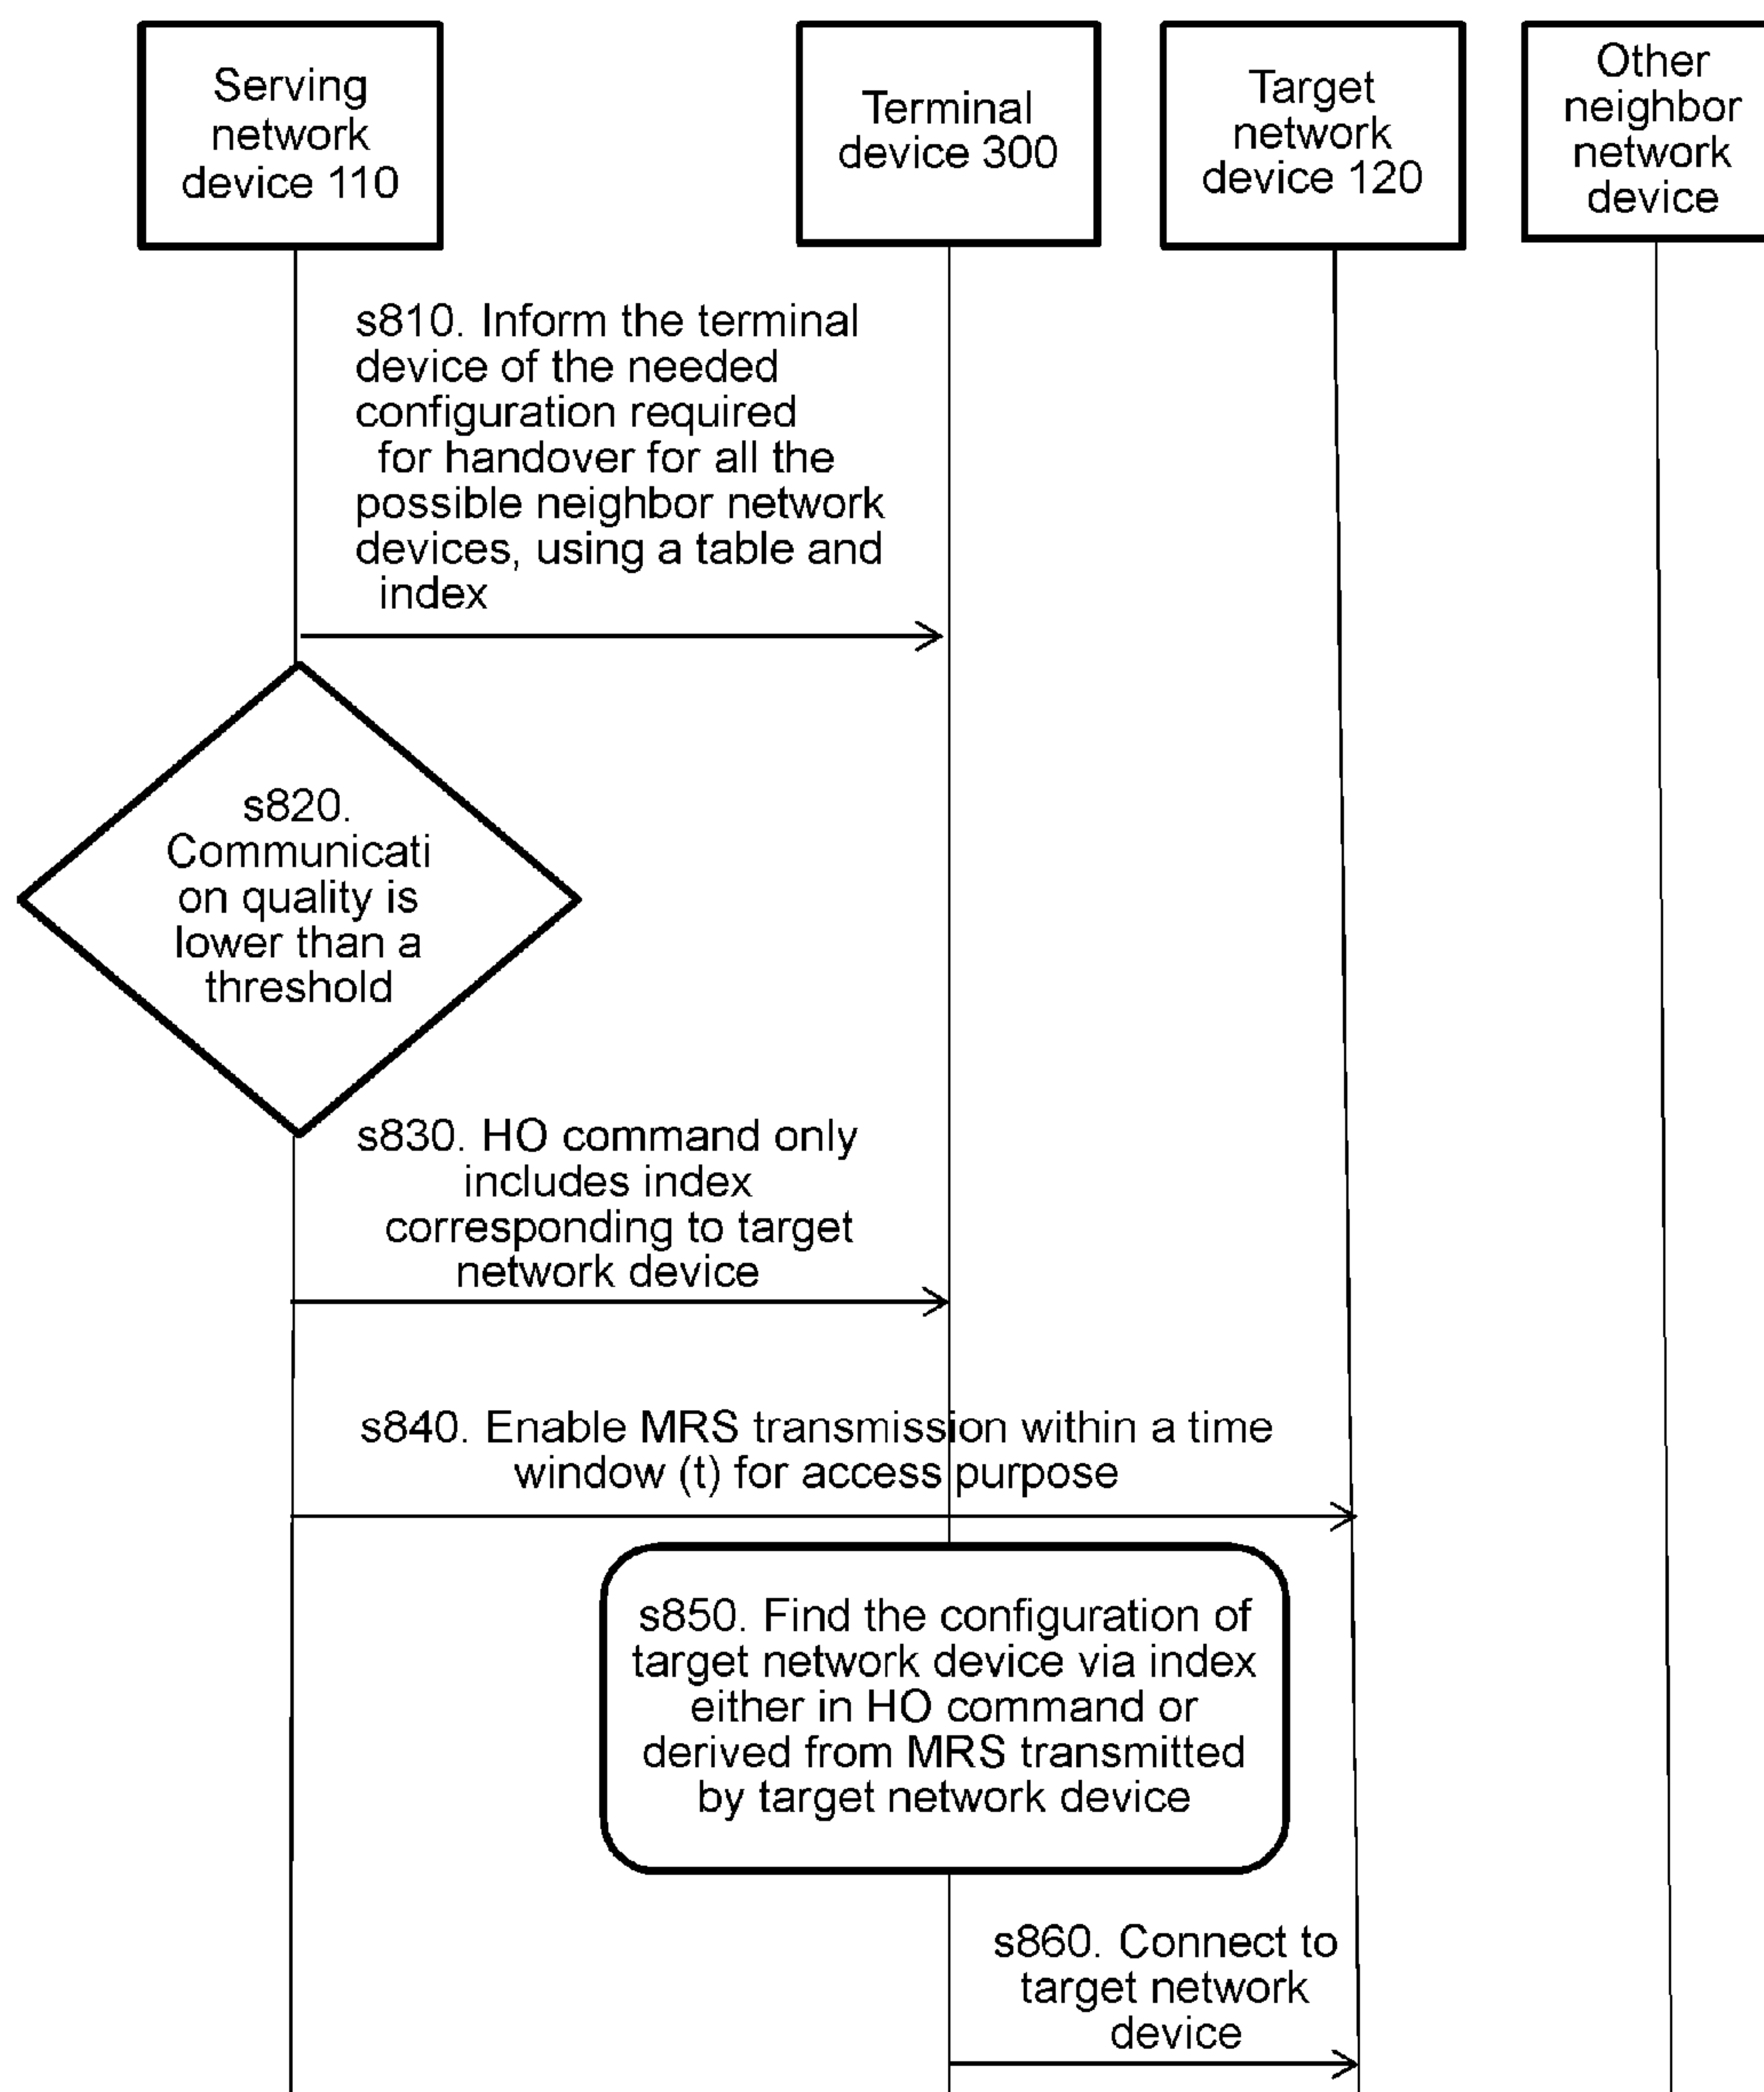 Serving
network
device 110
Terminal
device 300
Target
network
device 120
Other
neighbor
network
device
s810. Inform the terminal
device of the needed
configuration required
for handover for all the
possible neighbor network
devices, using a table and
index
s820.
Communicati
on quality is
lower than a
threshold
s830. HO command only
includes index
corresponding to target
network device
s840. Enable MRS transmission within a time
window (t) for access purpose
s850. Find the configuration of
target network device via index
either in HO command or
derived from MRS transmitted
by target network device
s860. Connect to
target network
device